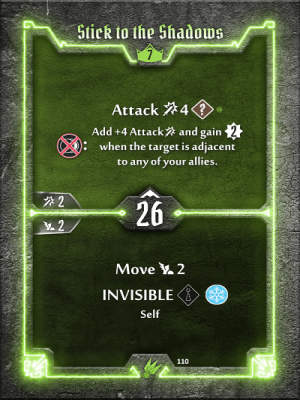 Stick to the Shadows
7
Attack 4 ?
: Add +4 Attack and gain 2
when the target is adjacent
to any of your allies.
2
26
2
Move 2
INVISIBLE
Self
110